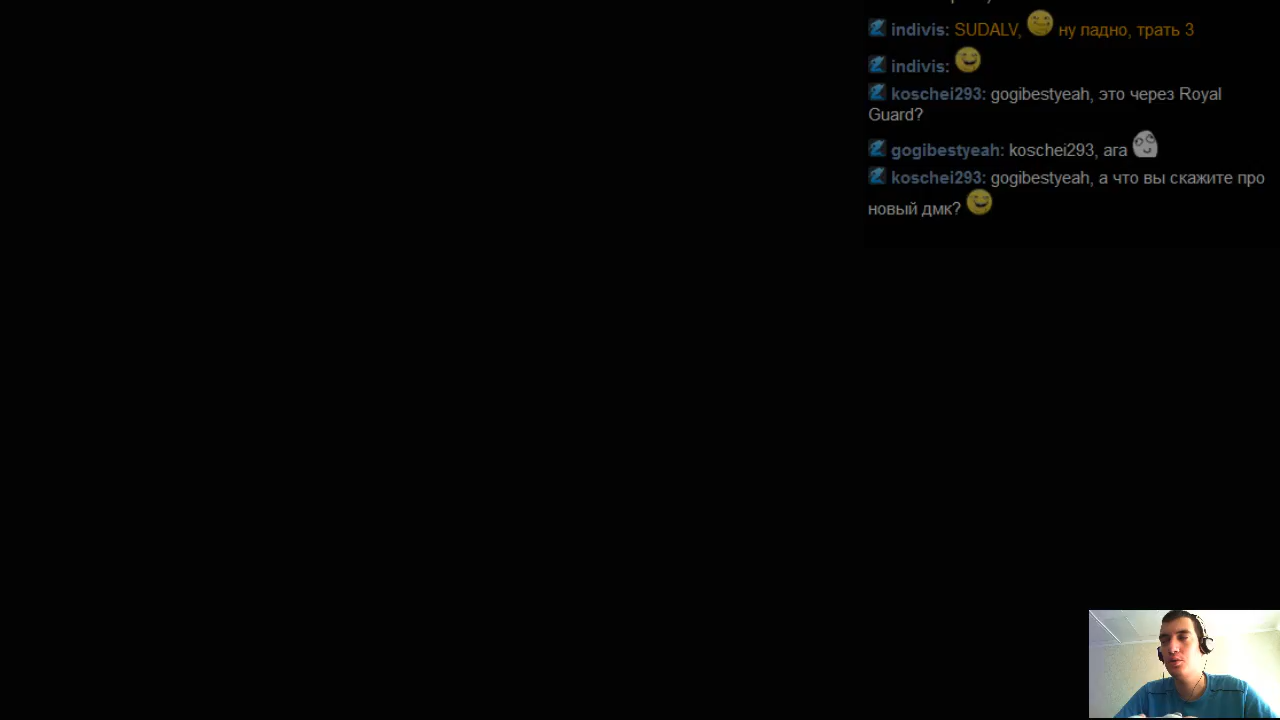 indivis: SUDALV, ну ладно, трать 3
indivis:
koschei293: gogibestyeah, это через Royal
Guard?
gogibestyeah: koschei293, ага
koschei293: gogibestyeah, а что вы скажите про
новый дмк?